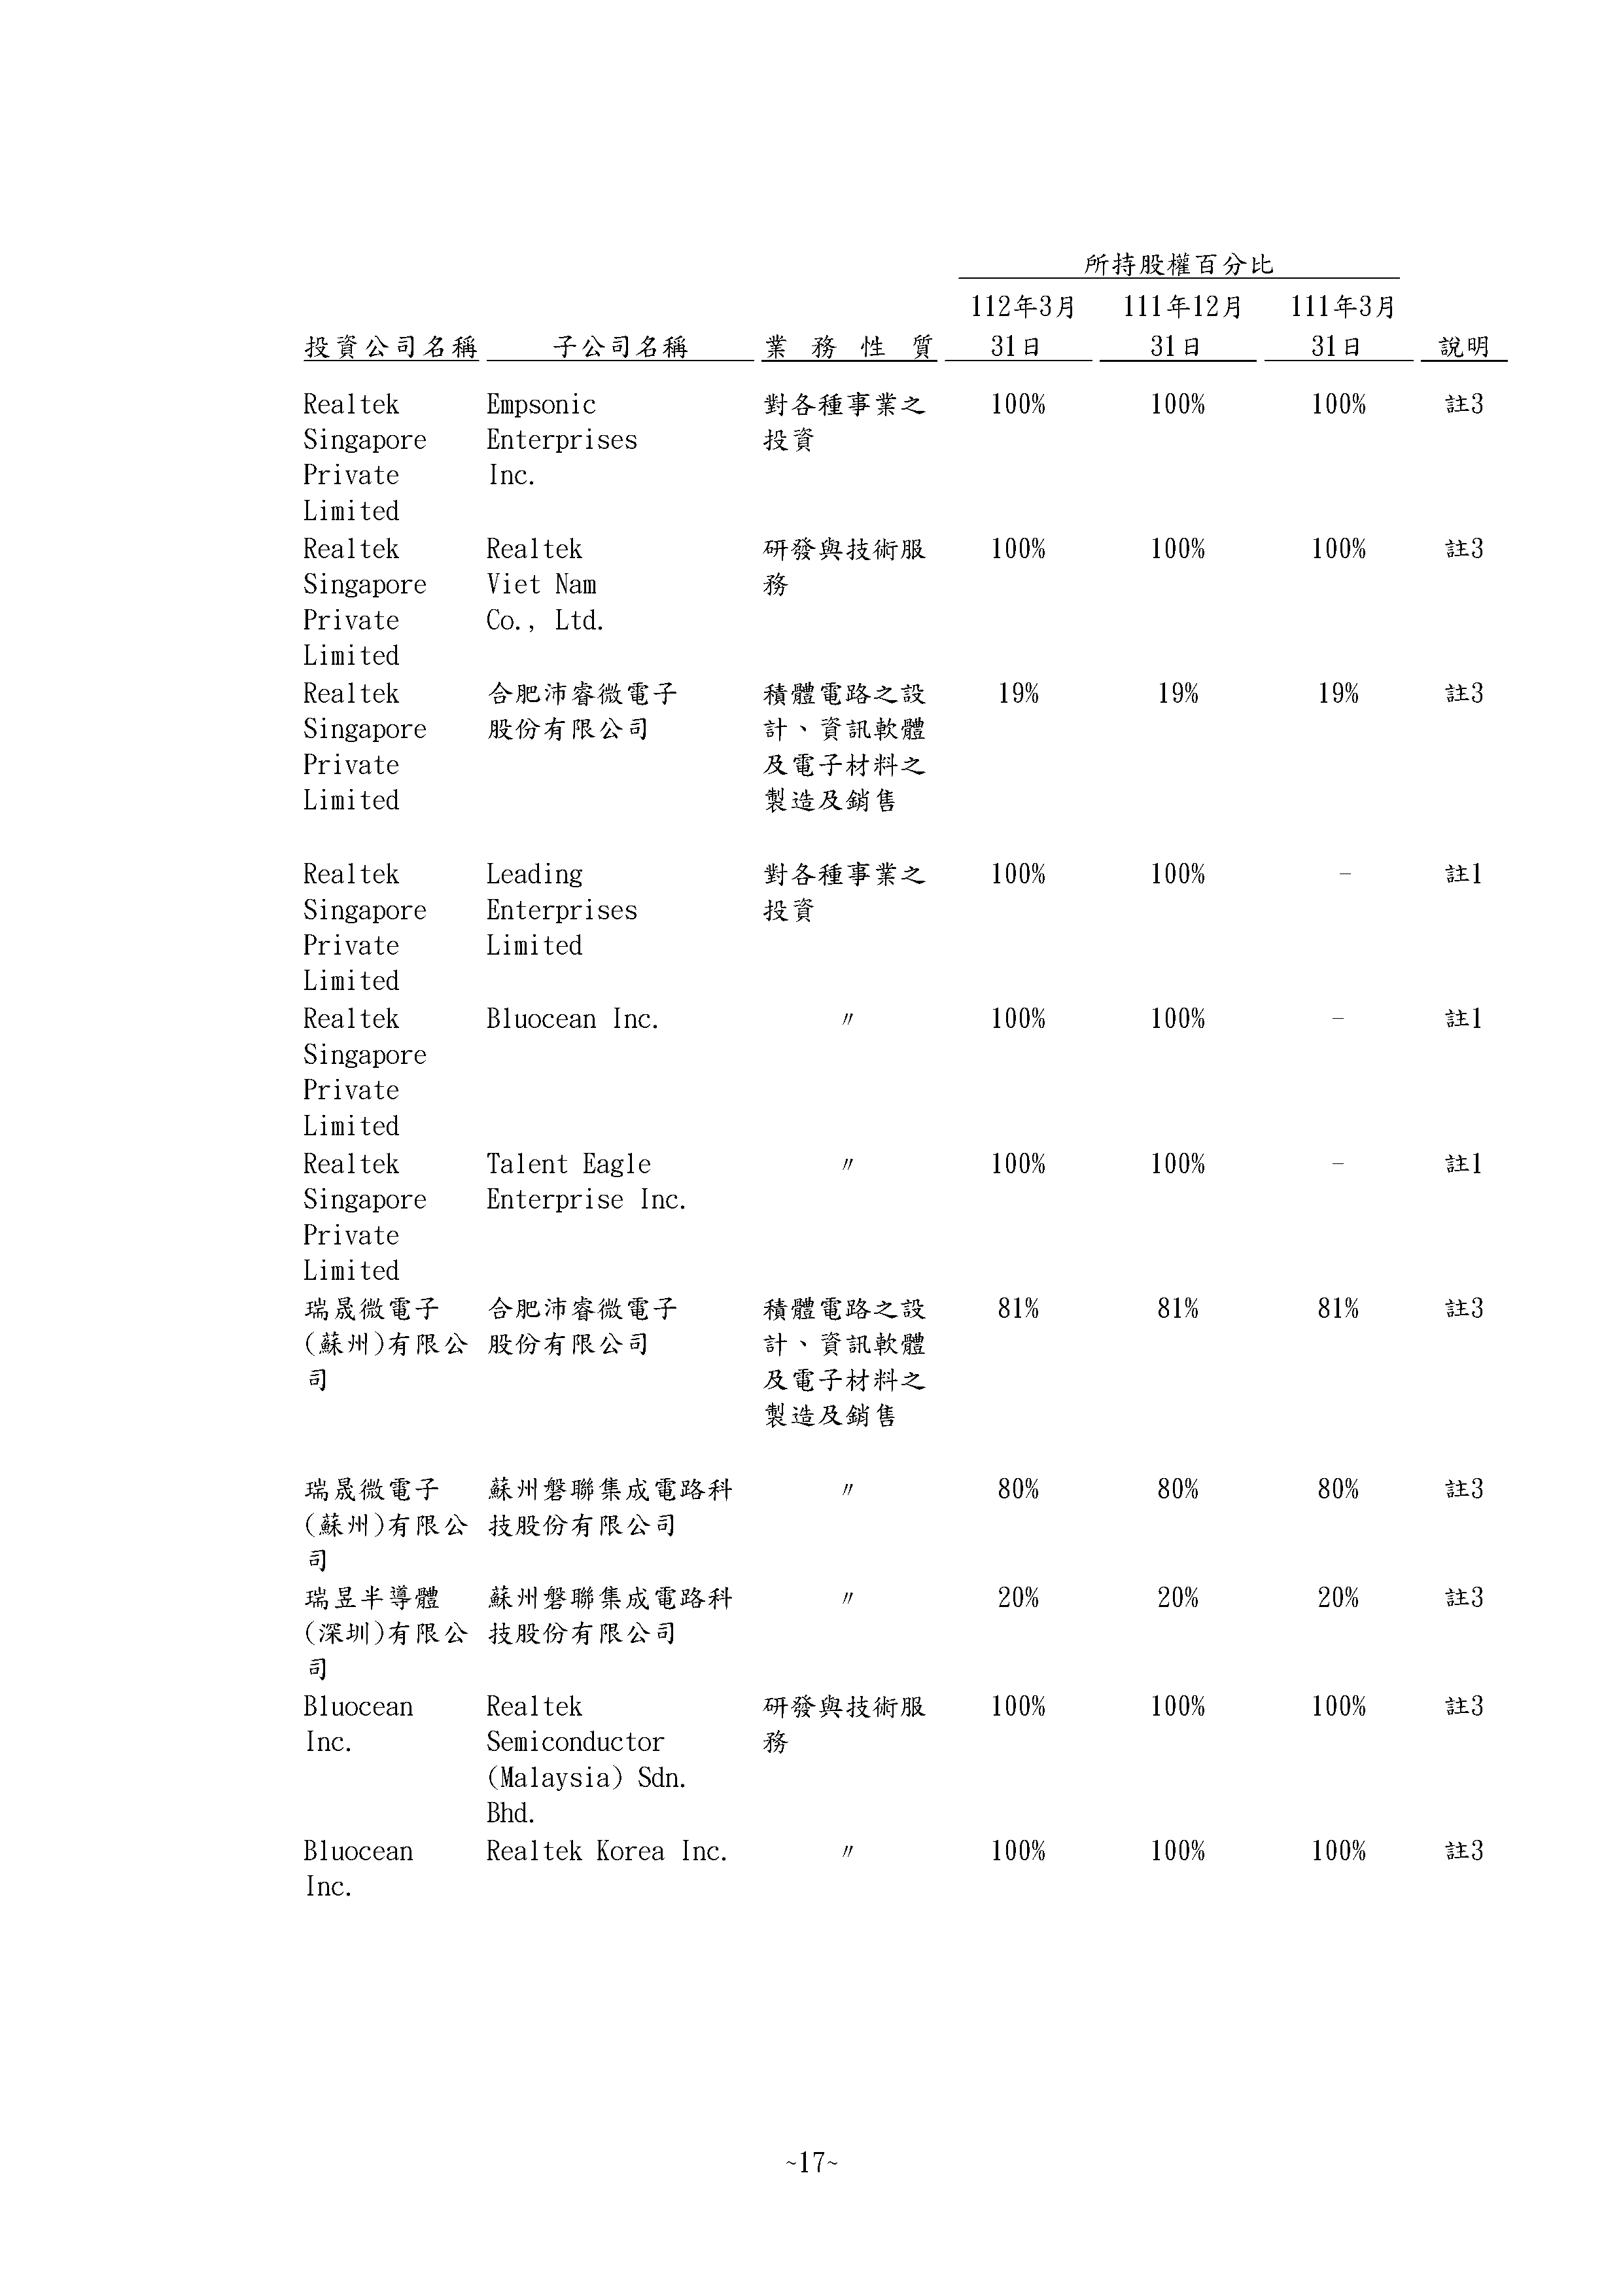 所持股權百分比
112年3月 111年12月 111年3月
投資公司名稱 子公司名稱 業務性質 31日 31日 31日 說明
Realtek Empsonic 對各種事業之 100% 100% 100% 註3
Singapore Enterprises 投資
Private Inc.
Limited
Realtek Realtek 研發與技術服 100% 100% 100% 註3
Singapore Viet Nam 務
Private Co., Ltd.
Limited
Realtek 合肥沛睿微電子 積體電路之設 19% 19% 19% 註3
Singapore 股份有限公司 計、資訊軟體
Private 及電子材料之
Limited 製造及銷售
Realtek Leading 對各種事業之 100% 100% - 註1
Singapore Enterprises 投資
Private Limited
Limited
Realtek Bluocean Inc. 〃 100% 100% - 註1
Singapore
Private
Limited
Realtek Talent Eagle 〃 100% 100% - 註1
Singapore Enterprise Inc.
Private
Limited
瑞晟微電子 合肥沛睿微電子 積體電路之設 81% 81% 81% 註3
(蘇州)有限公 股份有限公司 計、資訊軟體
司 及電子材料之
製造及銷售
瑞晟微電子 蘇州磐聯集成電路科 〃 80% 80% 80% 註3
(蘇州)有限公 技股份有限公司
司
瑞昱半導體 蘇州磐聯集成電路科 〃 20% 20% 20% 註3
(深圳)有限公 技股份有限公司
司
Bluocean Realtek 研發與技術服 100% 100% 100% 註3
Inc. Semiconductor 務
(Malaysia) Sdn.
Bhd.
Bluocean Realtek Korea Inc. 〃 100% 100% 100% 註3
Inc.
~17~